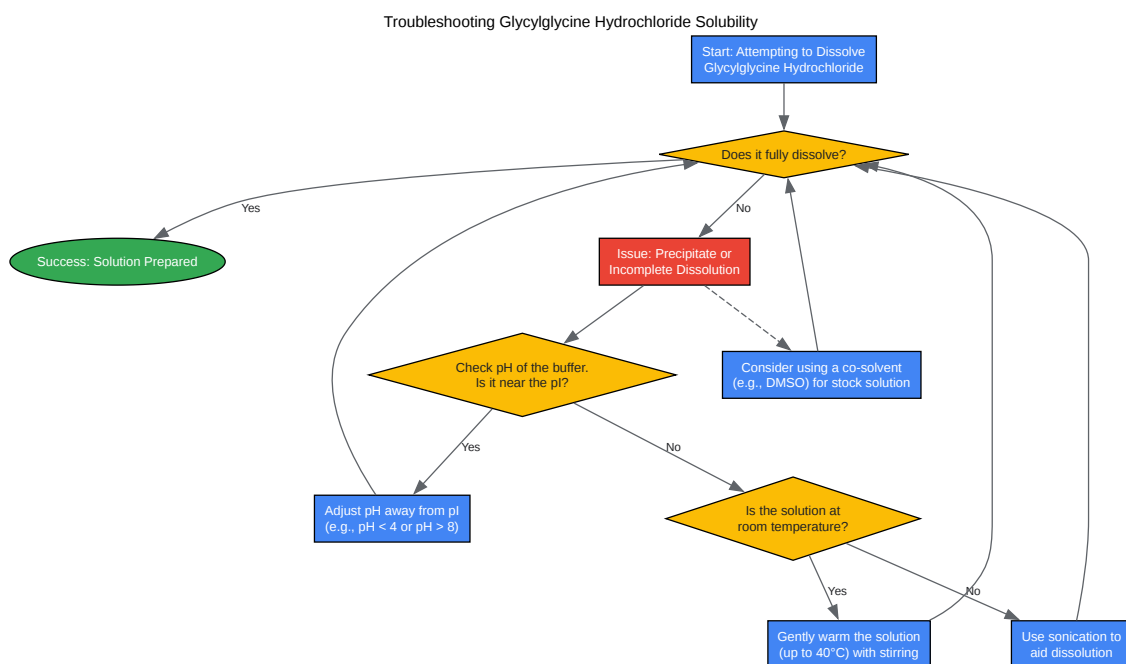 Troubleshooting Glycylglycine Hydrochloride Solubility
Start: Attempting to Dissolve
Glycylglycine Hydrochloride
Does it fully dissolve?
Yes
No
Success: Solution Prepared
Issue: Precipitate or
Incomplete Dissolution
Check pH of the buffer.
Is it near the pI?
Consider using a co-solvent
(e.g., DMSO) for stock solution
Yes
No
Adjust pH away from pI
(e.g., pH < 4 or pH > 8)
Is the solution at
room temperature?
Yes
No
Gently warm the solution
(up to 40°C) with stirring
Use sonication to
aid dissolution